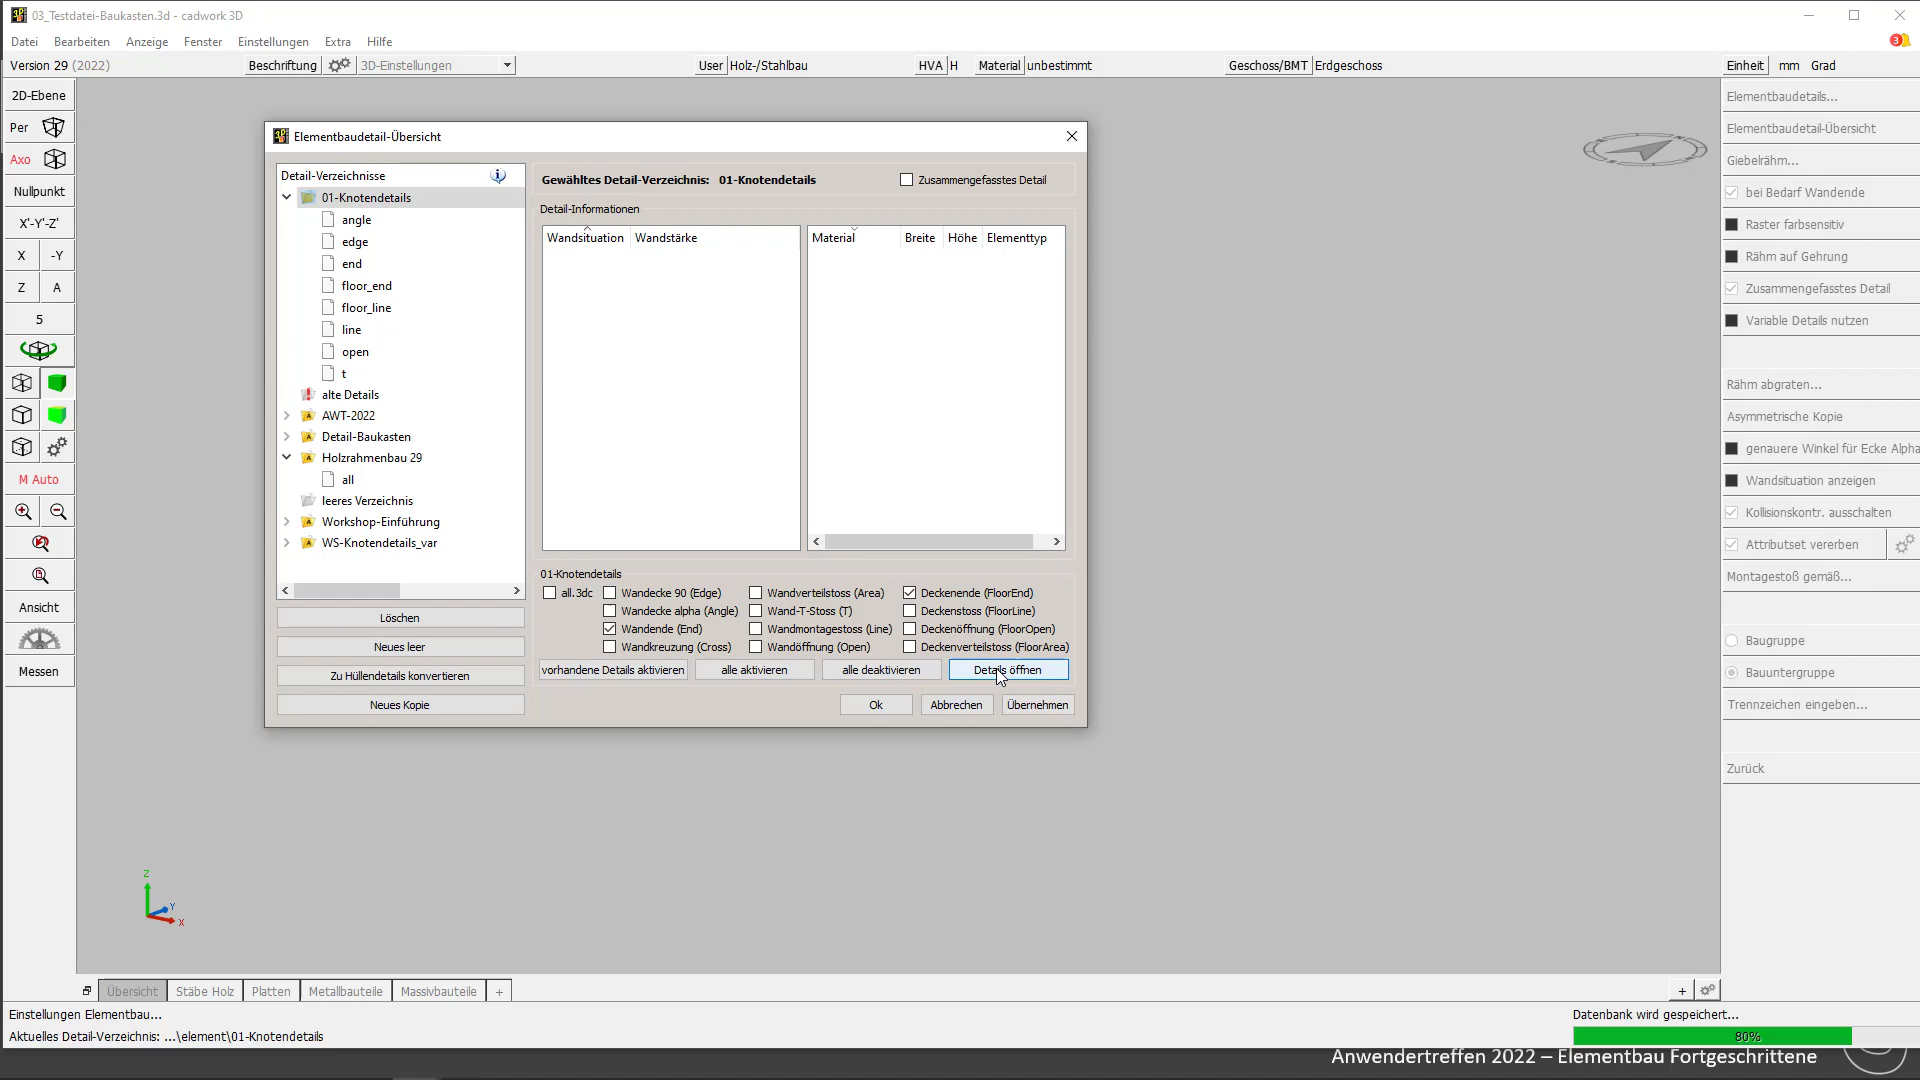 03_Testdatei-Baukasten.3d - cadwork 3D
Datei Bearbeiten Anzeige Fenster Einstellungen Extra Hilfe
3
Version 29 (2022) Beschriftung 3D-Einstellungen User Holz-/Stahlbau HVA H Material unbestimmt Geschoss/BMT Erdgeschoss Einheit mm Grad
2D-Ebene
Per
Axo
Nullpunkt
X'-Y'-Z'
X -Y
Z A
5
M Auto
Ansicht
Messen
Elementbaudetail-Übersicht
Detail-Verzeichnisse
01-Knotendetails
angle
edge
end
floor_end
floor_line
line
open
t
alte Details
AWT-2022
Detail-Baukasten
Holzrahmenbau 29
all
leeres Verzeichnis
Workshop-Einführung
WS-Knotendetails_var
Löschen
Neues leer
Zu Hüllendetails konvertieren
Neues Kopie
Gewähltes Detail-Verzeichnis: 01-Knotendetails Zusammengefasstes Detail
Detail-Informationen
Wandsituation Wandstärke Material Breite Höhe Elementtyp
01-Knotendetails
all.3dc Wandecke 90 (Edge) Wandverteilstoss (Area) Deckenende (FloorEnd)
Wandecke alpha (Angle) Wand-T-Stoss (T) Deckenstoss (FloorLine)
Wandende (End) Wandmontagestoss (Line) Deckenöffnung (FloorOpen)
Wandkreuzung (Cross) Wandöffnung (Open) Deckenverteilstoss (FloorArea)
vorhandene Details aktivieren alle aktivieren alle deaktivieren Details öffnen
Ok Abbrechen Übernehmen
Elementbaudetails...
Elementbaudetail-Übersicht
Giebelrähm...
bei Bedarf Wandende
Raster farbsensitiv
Rähm auf Gehrung
Zusammengefasstes Detail
Variable Details nutzen
Rähm abgraten...
Asymmetrische Kopie
genauere Winkel für Ecke Alpha
Wandsituation anzeigen
Kollisionskontr. ausschalten
Attributset vererben
Montagestoß gemäß...
Baugruppe
Bauuntergruppe
Trennzeichen eingeben...
Zurück
Z
Y
X
Übersicht Stäbe Holz Platten Metallbauteile Massivbauteile + +
Einstellungen Elementbau... Datenbank wird gespeichert...
Aktuelles Detail-Verzeichnis: ...\element\01-Knotendetails 80%
Anwendertreffen 2022 – Elementbau Fortgeschrittene